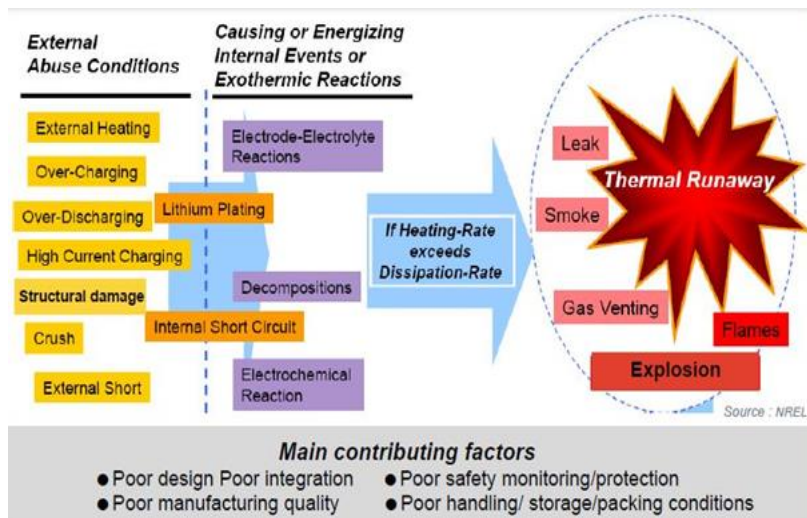 External
Abuse Conditions
Causing or Energizing
Internal Events or
Exothermic Reactions
External Heating
Over-Charging
Over-Discharging
High Current Charging
Structural damage
Crush
External Short
Lithium Plating
Internal Short Circuit
Electrode-Electrolyte
Reactions
Decompositions
Electrochemical
Reaction
If Heating-Rate
exceeds
Dissipation-Rate
Leak
Thermal Runaway
Smoke
Gas Venting
Flames
Explosion
Source : NREL
Main contributing factors
● Poor design Poor integration
● Poor manufacturing quality
● Poor safety monitoring/protection
● Poor handling/ storage/packing conditions